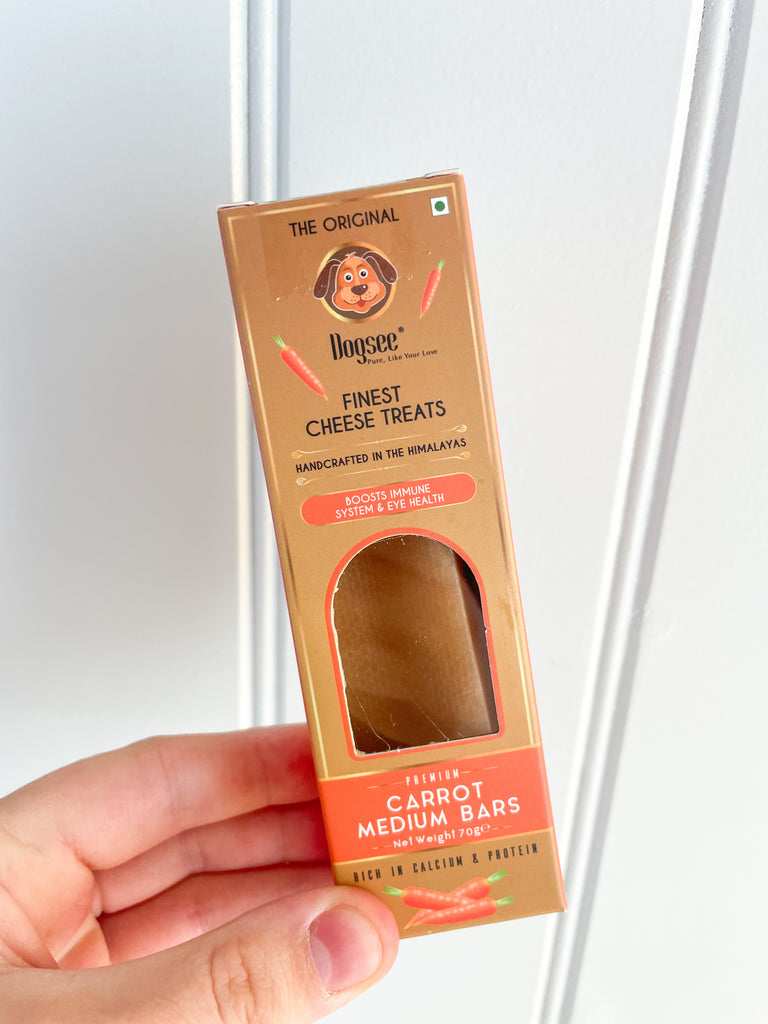 THE ORIGINAL
Dogsee®
Pure, Like Your Love
FINEST
CHEESE TREATS
HANDCRAFTED IN THE HIMALAYAS
BOOSTS IMMUNE
SYSTEM & EYE HEALTH
PREMIUM
CARROT
MEDIUM BARS
Net Weight 70g℮
RICH IN CALCIUM & PROTEIN